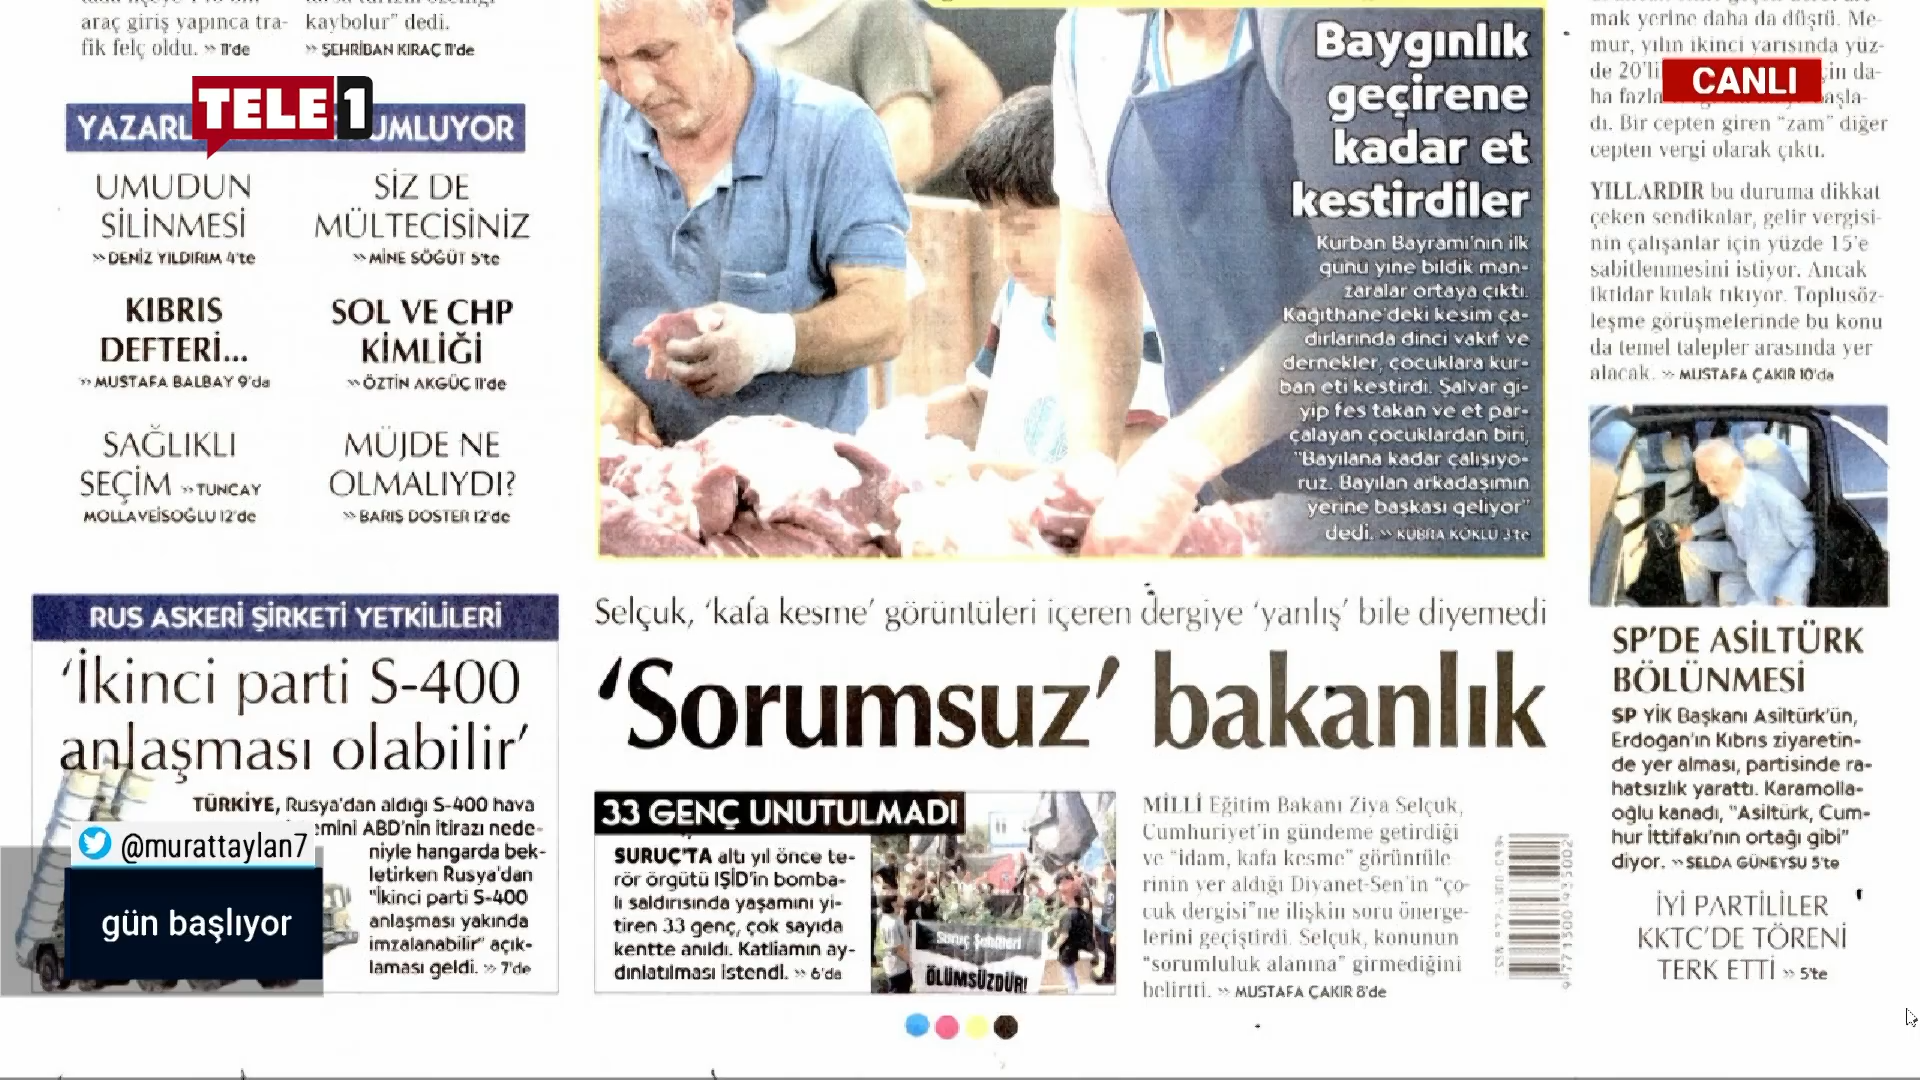 araç giriş yapınca tra-
fik felç oldu. » 11'de
kaybolur" dedi.
» ŞEHRİBAN KIRAÇ 11'de
TELE1
YAZARL
UMLUYOR
UMUDUN
SİLİNMESİ
» DENİZ YILDIRIM 4'te
SİZ DE
MÜLTECİSİNİZ
» MİNE SÖĞÜT 5'te
KIBRIS
DEFTERİ...
» MUSTAFA BALBAY 9'da
SOL VE CHP
KİMLİĞİ
» ÖZTİN AKGÜÇ 11'de
SAĞLIKLI
SEÇİM » TUNCAY
MOLLAVEİSOĞLU 12'de
MÜJDE NE
OLMALIYDI?
» BARIŞ DOSTER 12'de
Baygınlık
geçirene
kadar et
kestirdiler
Kurban Bayramı'nın ilk
günü yine bildik man-
zaralar ortaya çıktı.
Kağıthane'deki kesim ça-
dırlarında dinci vakıf ve
dernekler, çocuklara kur-
ban eti kestirdi. Şalvar gi-
yip fes takan ve et par-
çalayan çocuklardan biri,
"Bayılana kadar çalışıyo-
ruz. Bayılan arkadaşımın
yerine başkası geliyor"
dedi. » KÜBRA KÖKLÜ 3'te
CANLI
mak yerine daha da düştü. Me-
mur, yılın ikinci yarısında yüz-
de 20'li
çin da-
ha fazla
aşla-
dı. Bir cepten giren "zam" diğer
cepten vergi olarak çıktı.
YILLARDIR bu duruma dikkat
çeken sendikalar, gelir vergisi-
nin çalışanlar için yüzde 15'e
sabitlenmesini istiyor. Ancak
iktidar kulak tıkıyor. Toplusöz-
leşme görüşmelerinde bu konu
da temel talepler arasında yer
alacak. » MUSTAFA ÇAKIR 10'da
RUS ASKERİ ŞİRKETİ YETKİLİLERİ
'İkinci parti S-400
anlaşması olabilir'
TÜRKİYE, Rusya'dan aldığı S-400 hava
emini ABD'nin itirazı nede-
niyle hangarda bek-
letirken Rusya'dan
"İkinci parti S-400
anlaşması yakında
imzalanabilir" açık-
laması geldi. » 7'de
@murattaylan7
gün başlıyor
Selçuk, 'kafa kesme' görüntüleri içeren dergiye 'yanlış' bile diyemedi
'Sorumsuz' bakanlık
33 GENÇ UNUTULMADI
SURUÇ'TA altı yıl önce te-
rör örgütü IŞİD'in bomba-
lı saldırısında yaşamını yi-
tiren 33 genç, çok sayıda
kentte anıldı. Katliamın ay-
dınlatılması istendi. » 6'da
Suruç Şehitleri
ÖLÜMSÜZDÜR!
MİLLİ Eğitim Bakanı Ziya Selçuk,
Cumhuriyet'in gündeme getirdiği
ve "idam, kafa kesme" görüntüle
rinin yer aldığı Diyanet-Sen'in "ço-
cuk dergisi"ne ilişkin soru önerge-
lerini geçiştirdi. Selçuk, konunun
"sorumluluk alanına" girmediğini
belirtti. » MUSTAFA ÇAKIR 8'de
SP'DE ASİLTÜRK
BÖLÜNMESİ
SP YİK Başkanı Asiltürk'ün,
Erdoğan'ın Kıbrıs ziyaretin-
de yer alması, partisinde ra-
hatsızlık yarattı. Karamolla-
oğlu kanadı, "Asiltürk, Cum-
hur İttifakı'nın ortağı gibi"
diyor. » SELDA GÜNEYSU 5'te
İYİ PARTİLİLER
KKTC'DE TÖRENİ
TERK ETTİ » 5'te